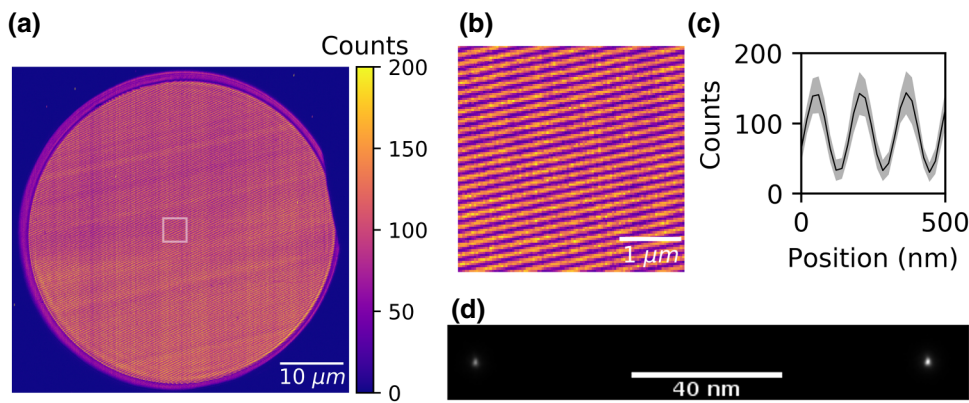 (a)
Counts
200
150
100
50
0
10 μm
(b)
1 μm
(c)
Counts
200
100
0
0
500
Position (nm)
(d)
40 nm